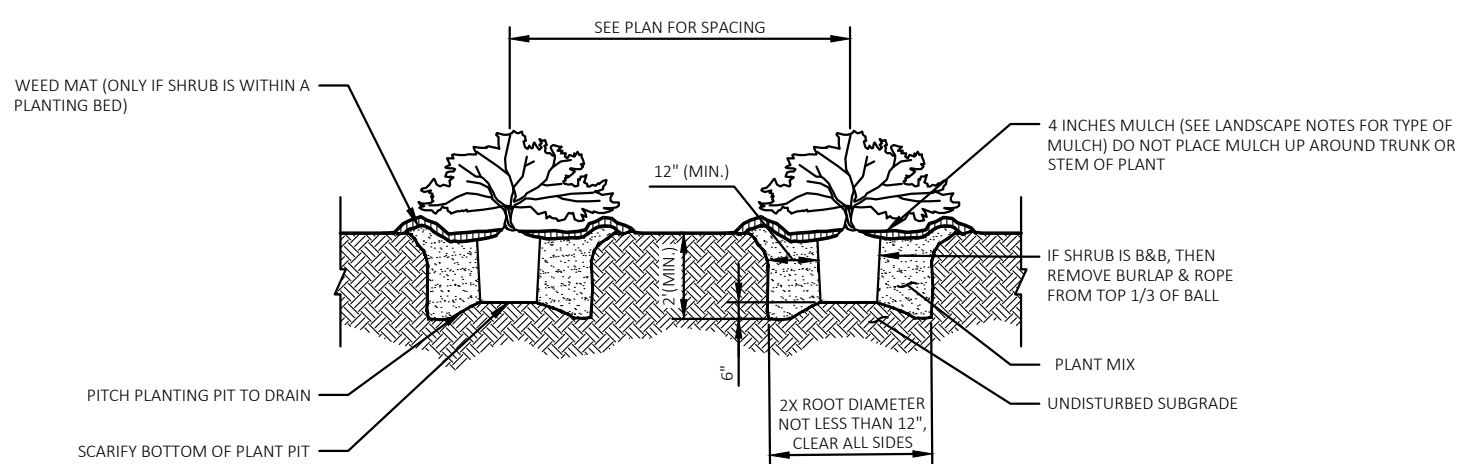 SEE PLAN FOR SPACING
WEED MAT (ONLY IF SHRUB IS WITHIN A
PLANTING BED)
4 INCHES MULCH (SEE LANDSCAPE NOTES FOR TYPE OF
MULCH) DO NOT PLACE MULCH UP AROUND TRUNK OR
STEM OF PLANT
12" (MIN.)
2' (MIN.)
IF SHRUB IS B&B, THEN
REMOVE BURLAP & ROPE
FROM TOP 1/3 OF BALL
6"
PLANT MIX
PITCH PLANTING PIT TO DRAIN
UNDISTURBED SUBGRADE
2X ROOT DIAMETER
NOT LESS THAN 12",
CLEAR ALL SIDES
SCARIFY BOTTOM OF PLANT PIT